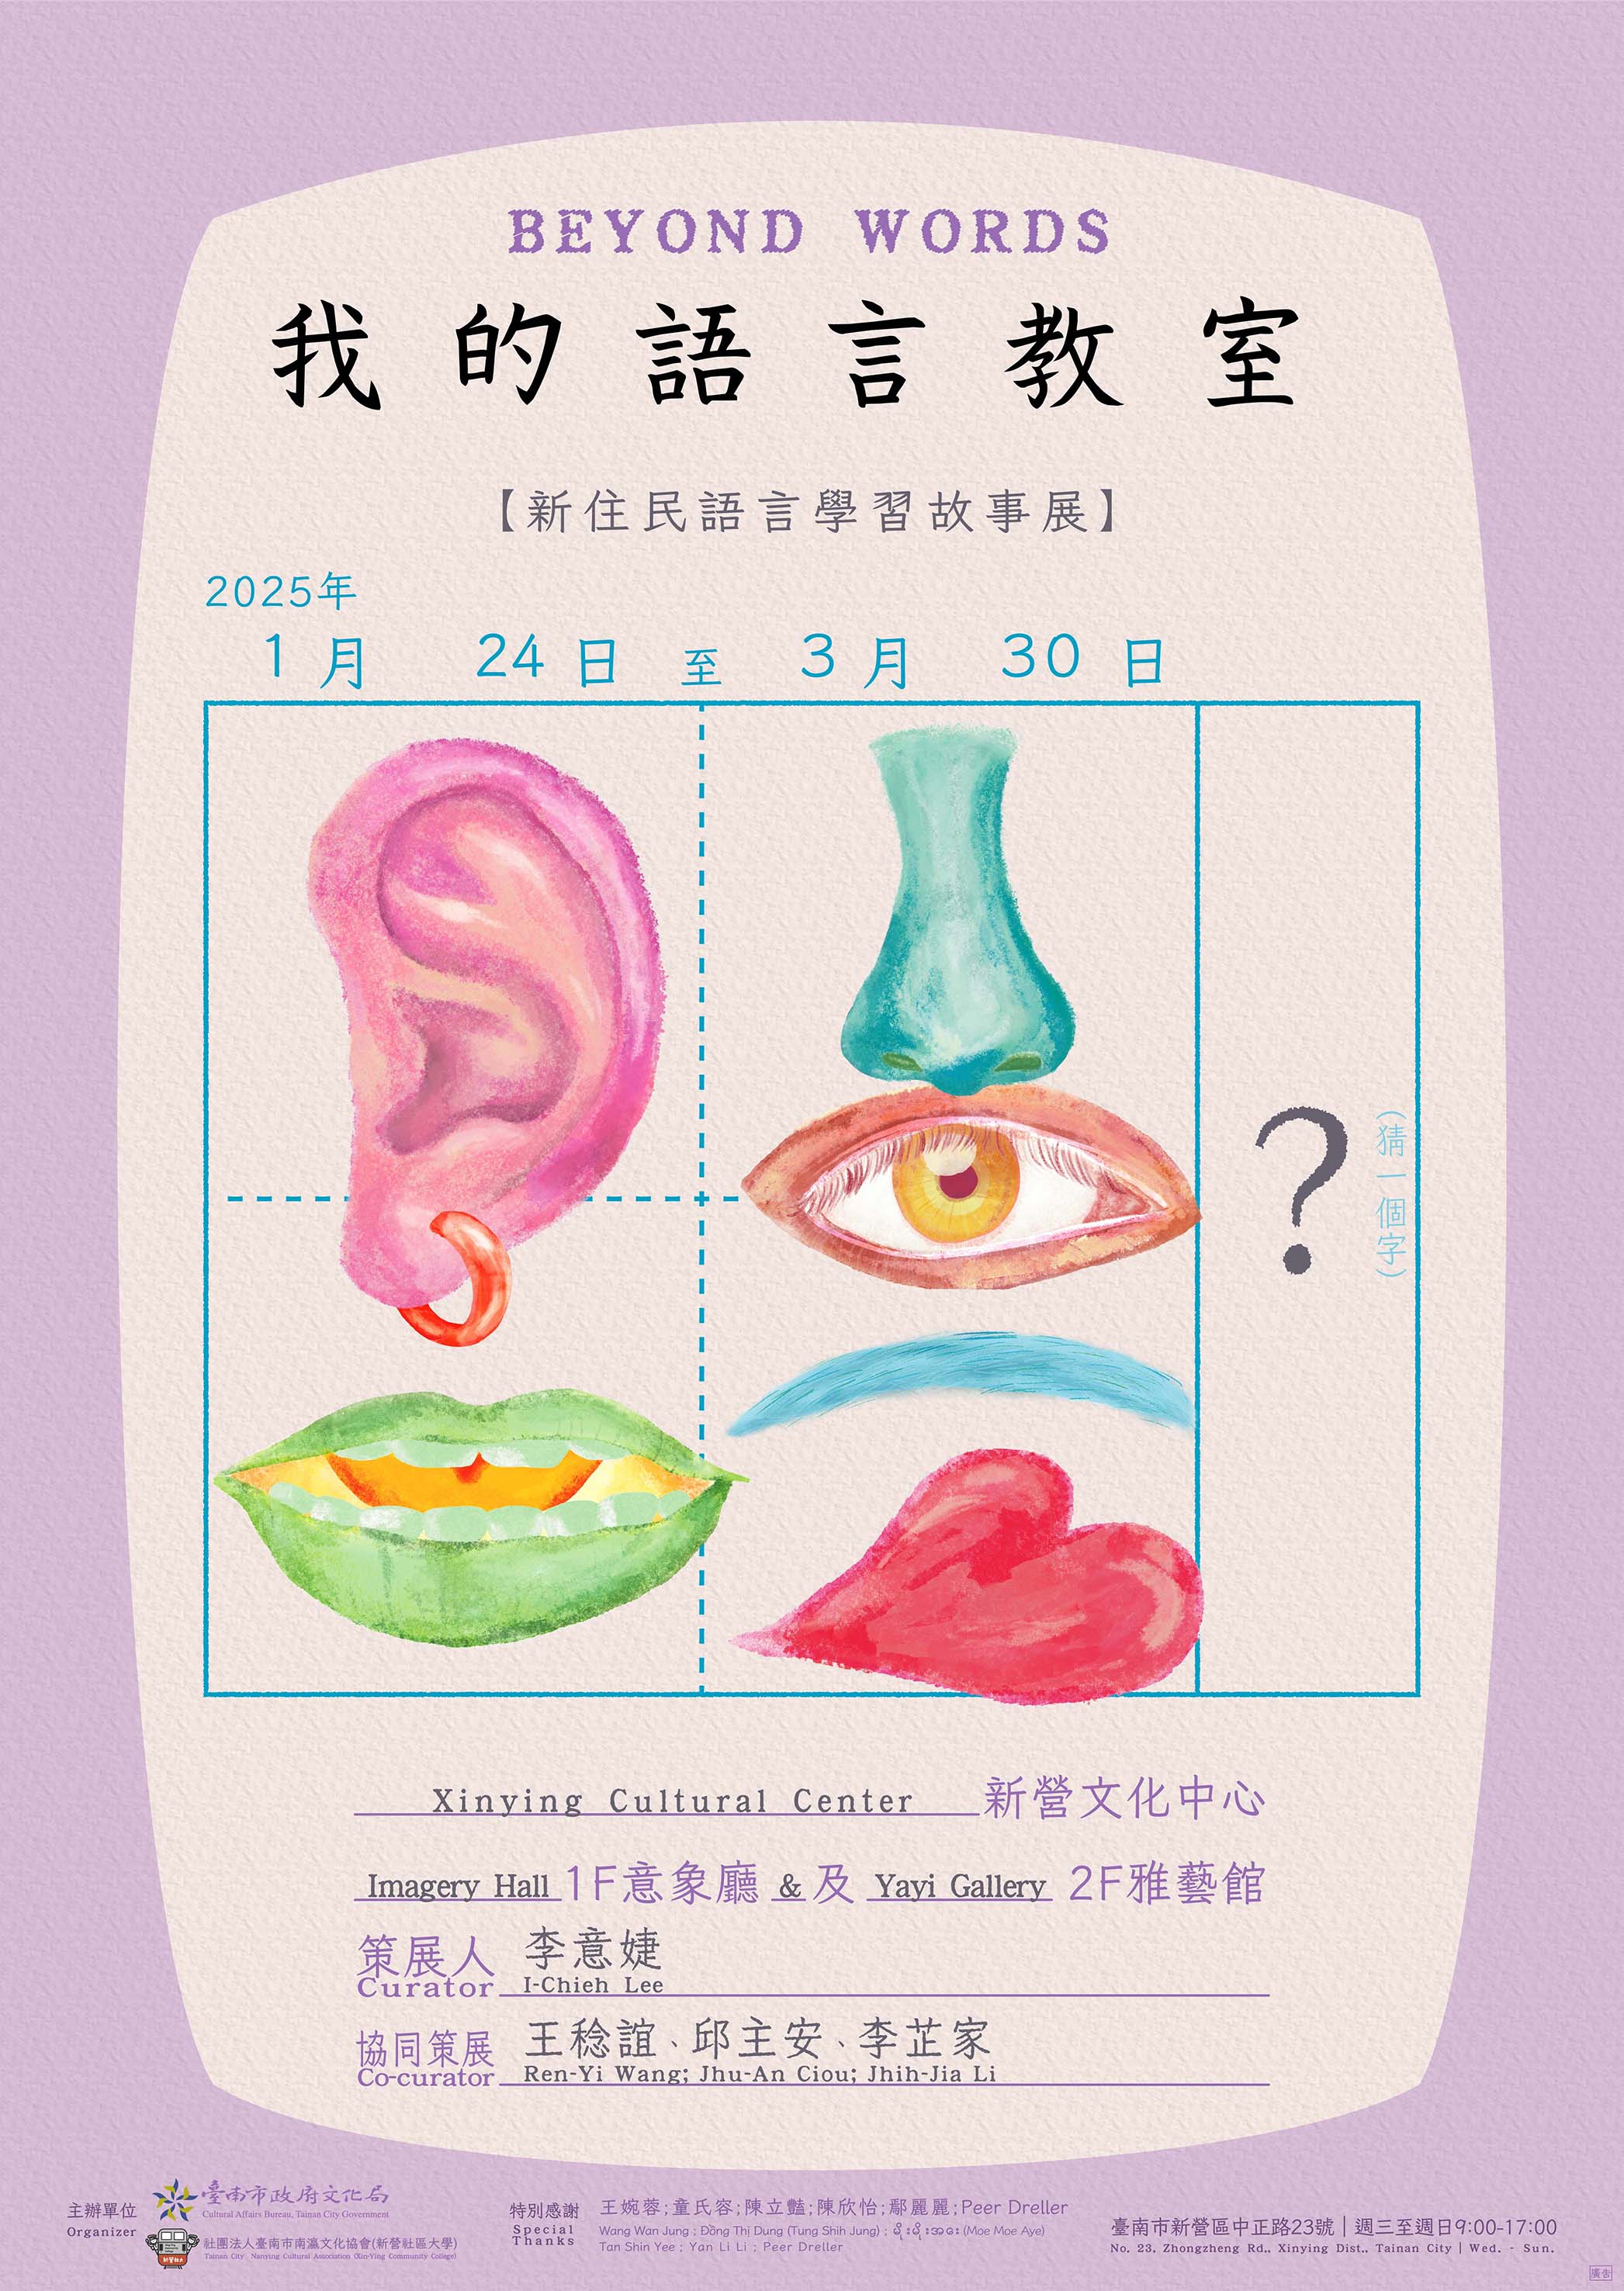 BEYOND WORDS
我的語言教室
【新住民語言學習故事展】
2025年
1月 24日 至 3月 30日
?
(猜一個字)
Xinying Cultural Center 新營文化中心
Imagery Hall 1F意象廳 & 及 Yayi Gallery 2F雅藝館
策展人 李意婕
Curator I-Chieh Lee
協同策展 王稔誼、邱主安、李芷家
Co-curator Ren-Yi Wang; Jhu-An Ciou; Jhih-Jia Li
主辦單位
Organizer
臺南市政府文化局
Cultural Affairs Bureau, Tainan City Government
社團法人臺南市南瀛文化協會(新營社區大學)
Tainan City Nanying Cultural Association (Xin-Ying Community College)
特別感謝
Special
Thanks
王婉蓉;童氏容;陳立豔;陳欣怡;鄢麗麗;Peer Dreller
Wang Wan Jung ; Đồng Thị Dung (Tung Shih Jung) ; မိုးမိုးအေး (Moe Moe Aye)
Tan Shin Yee ; Yan Li Li ; Peer Dreller
臺南市新營區中正路23號｜週三至週日9:00-17:00
No. 23, Zhongzheng Rd., Xinying Dist., Tainan City | Wed. - Sun.
廣告